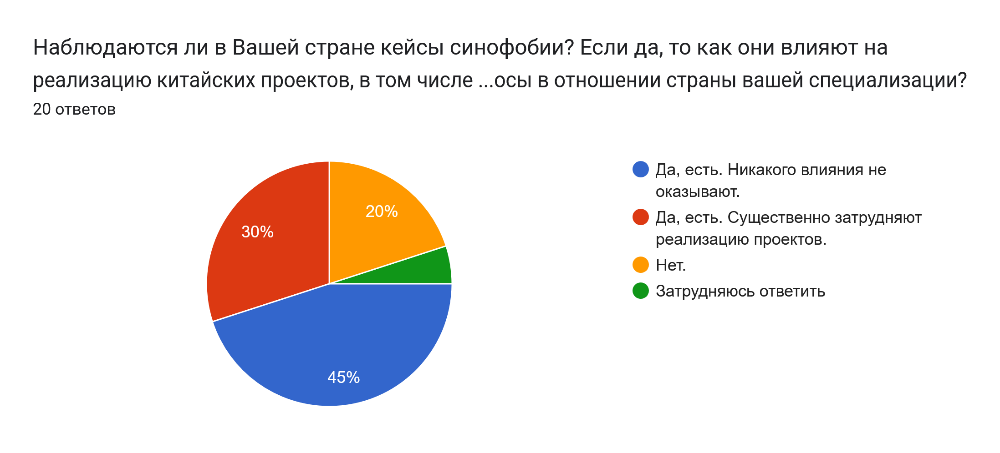 Наблюдаются ли в Вашей стране кейсы синофобии? Если да, то как они влияют на
реализацию китайских проектов, в том числе ...осы в отношении страны вашей специализации?
20 ответов
20%
30%
45%
Да, есть. Никакого влияния не
оказывают.
Да, есть. Существенно затрудняют
реализацию проектов.
Нет.
Затрудняюсь ответить